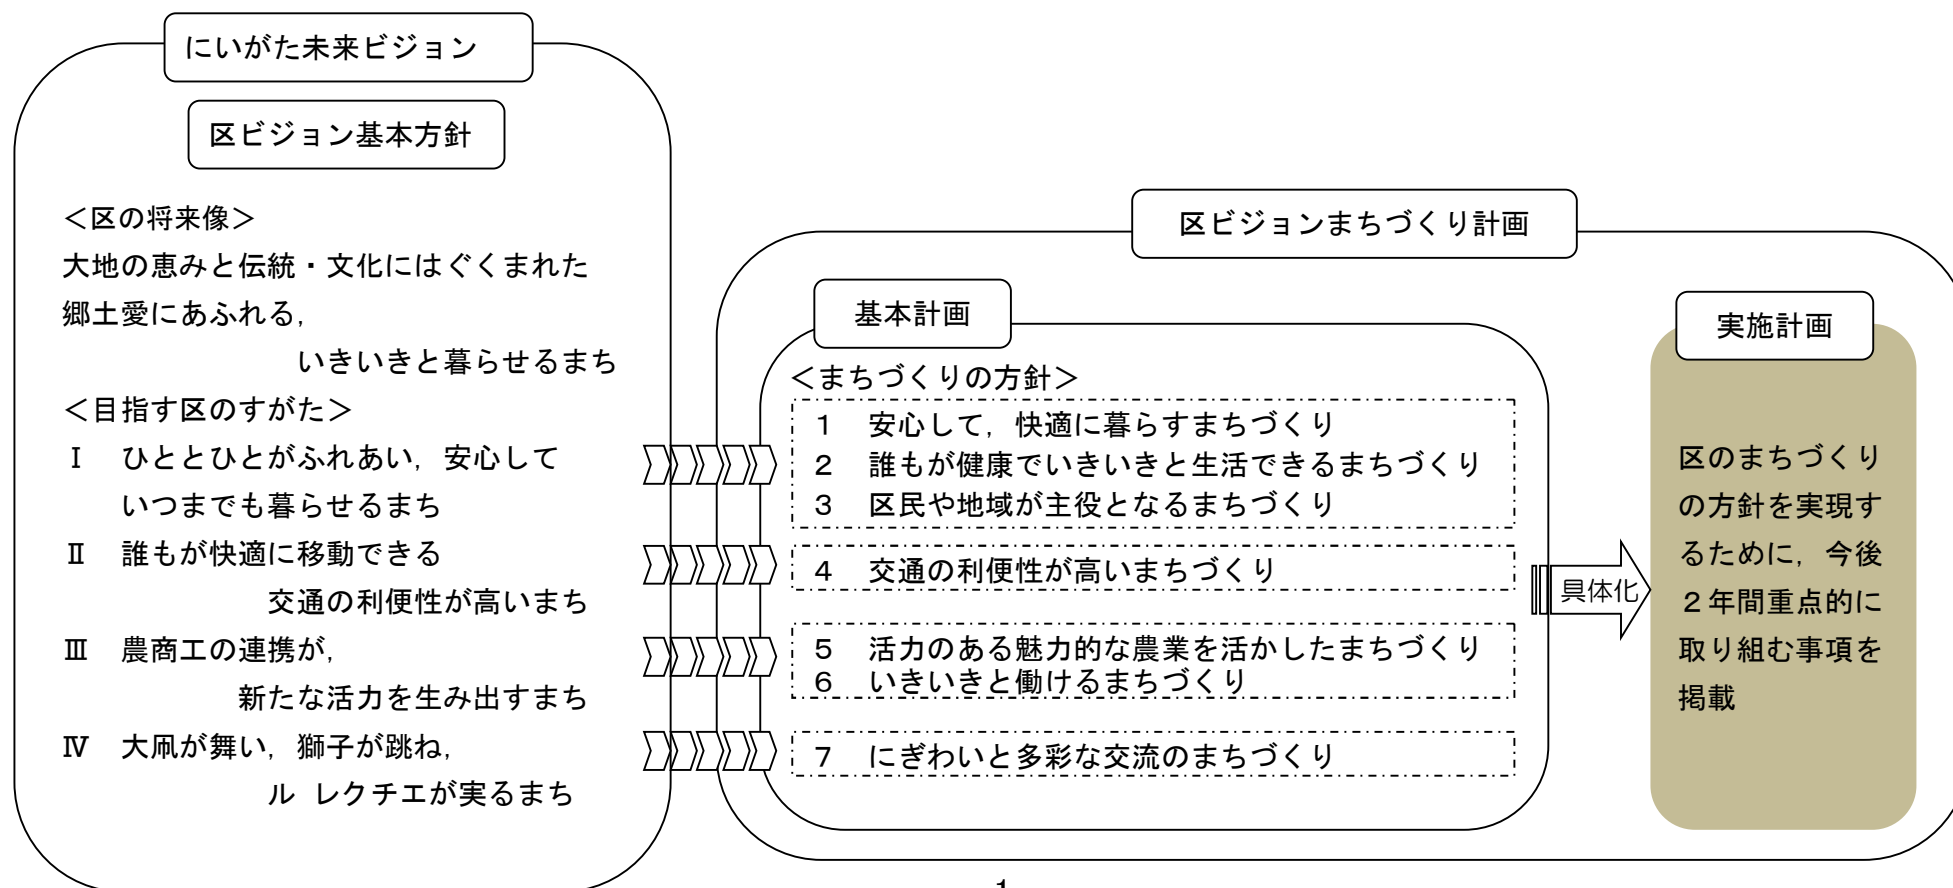 にいがた未来ビジョン
区ビジョン基本方針
＜区の将来像＞
大地の恵みと伝統・文化にはぐくまれた
郷土愛にあふれる，
いきいきと暮らせるまち
＜目指す区のすがた＞
Ⅰ　ひととひとがふれあい，安心して
いつまでも暮らせるまち
Ⅱ　誰もが快適に移動できる
交通の利便性が高いまち
Ⅲ　農商工の連携が，
新たな活力を生み出すまち
Ⅳ　大凧が舞い，獅子が跳ね，
ル レクチエが実るまち
区ビジョンまちづくり計画
基本計画
＜まちづくりの方針＞
１　安心して，快適に暮らすまちづくり
２　誰もが健康でいきいきと生活できるまちづくり
３　区民や地域が主役となるまちづくり
４　交通の利便性が高いまちづくり
５　活力のある魅力的な農業を活かしたまちづくり
６　いきいきと働けるまちづくり
７　にぎわいと多彩な交流のまちづくり
具体化
実施計画
区のまちづくり
の方針を実現す
るために，今後
２年間重点的に
取り組む事項を
掲載
1